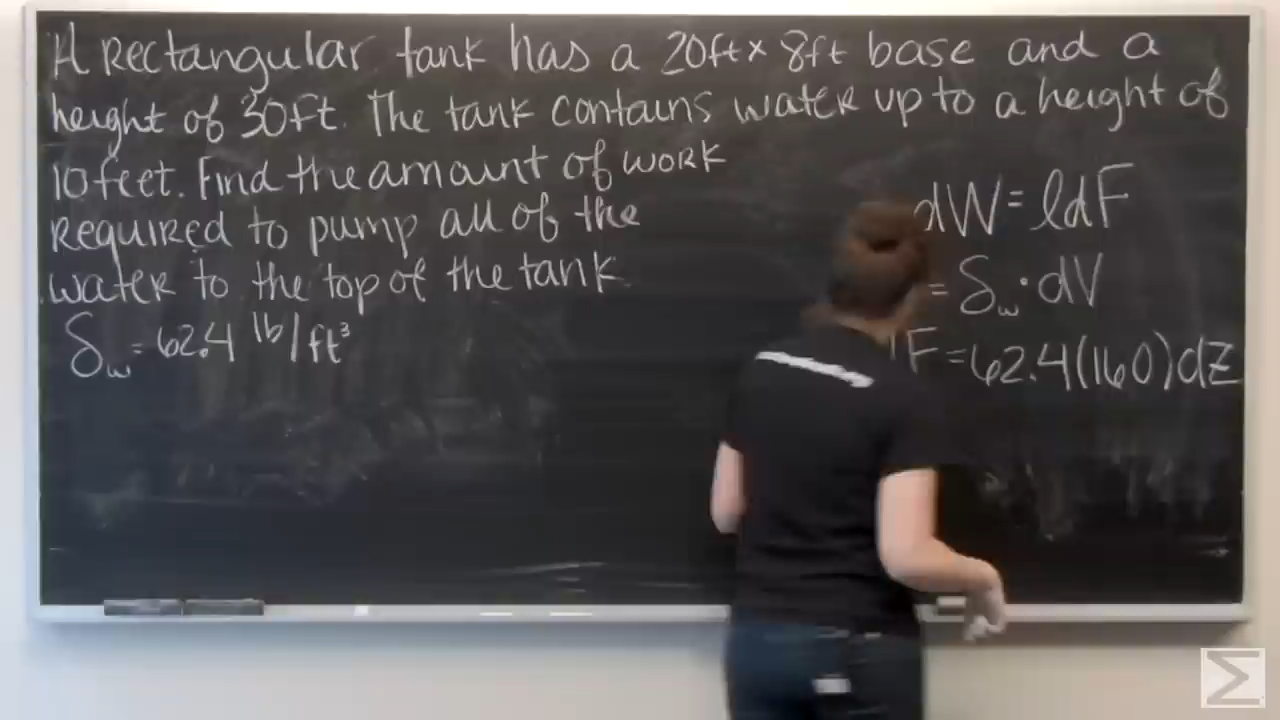 A Rectangular tank has a 20ft x 8ft base and a
height of 30ft. The tank contains water up to a height of
10 feet. Find the amount of work
required to pump all of the
water to the top of the tank
δw = 62.4 lb/ft³
dW = ldF
= δw · dV
F = 62.4(160)dz
Σ